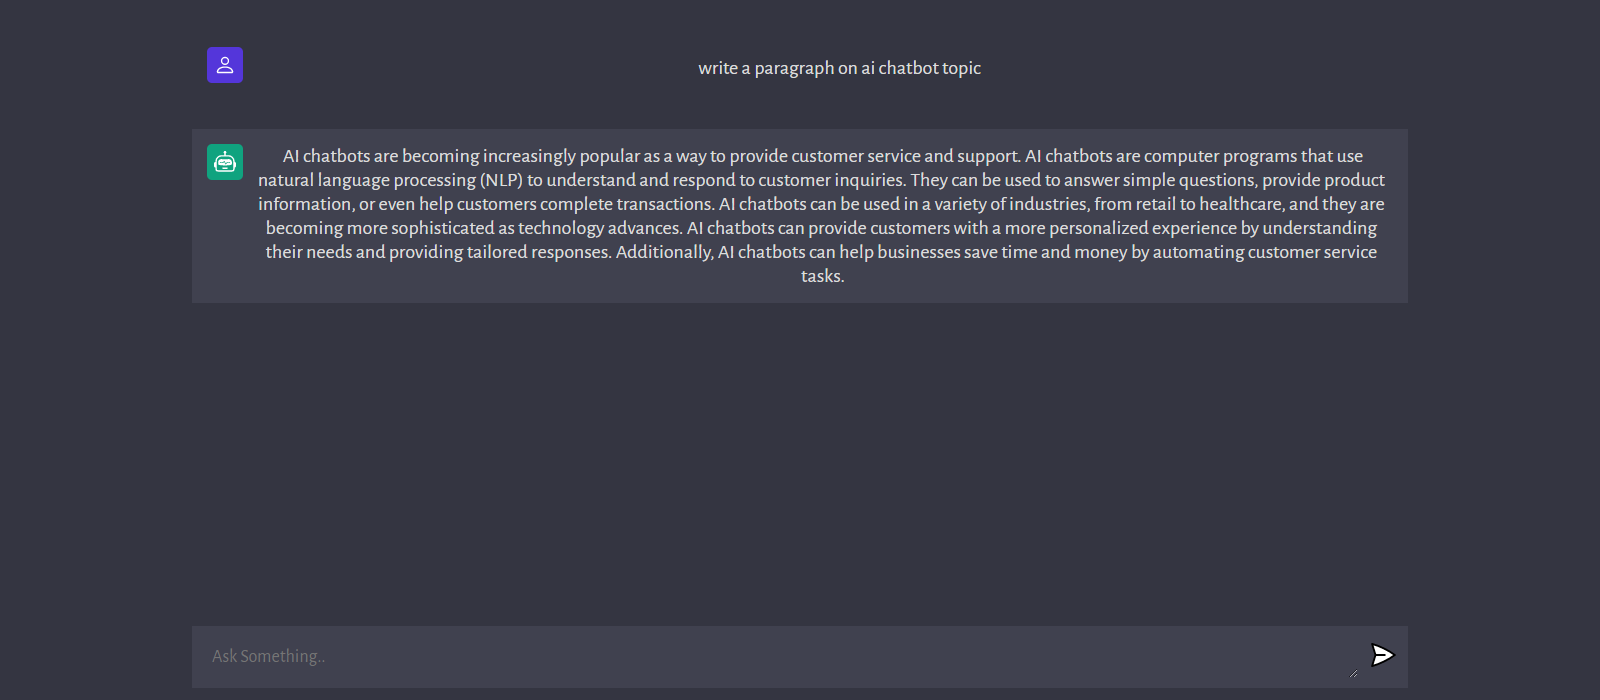 write a paragraph on ai chatbot topic
AI chatbots are becoming increasingly popular as a way to provide customer service and support. AI chatbots are computer programs that use
natural language processing (NLP) to understand and respond to customer inquiries. They can be used to answer simple questions, provide product
information, or even help customers complete transactions. AI chatbots can be used in a variety of industries, from retail to healthcare, and they are
becoming more sophisticated as technology advances. AI chatbots can provide customers with a more personalized experience by understanding
their needs and providing tailored responses. Additionally, AI chatbots can help businesses save time and money by automating customer service
tasks.
Ask Something..